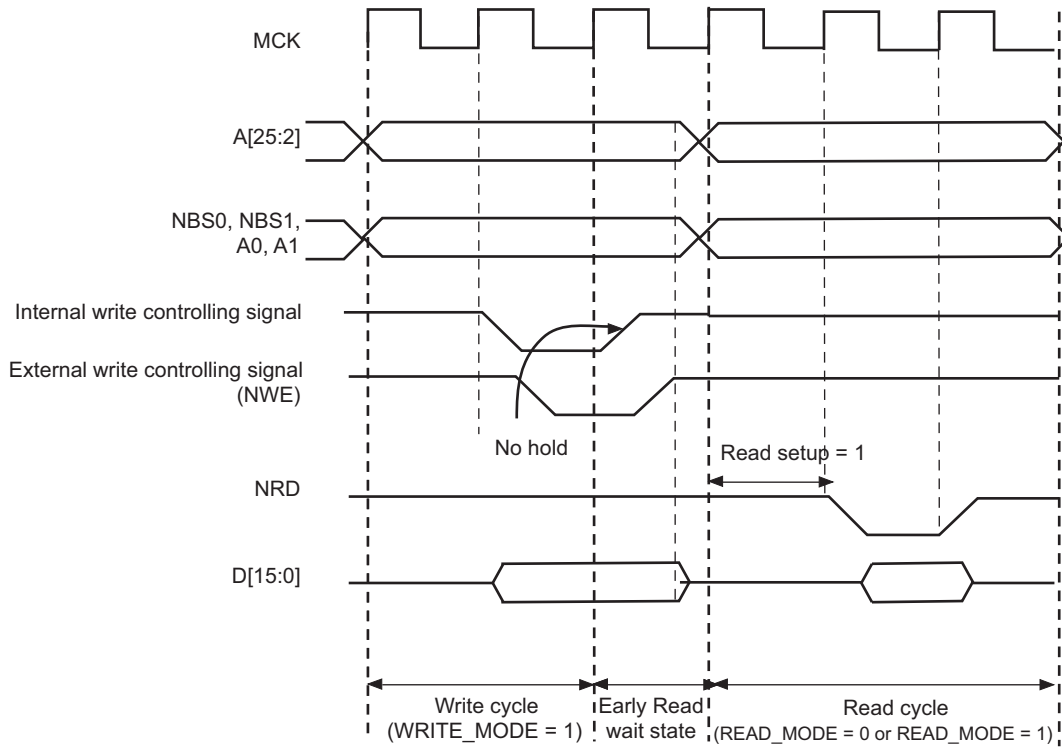 MCK
A[25:2]
NBS0, NBS1,
A0, A1
Internal write controlling signal
External write controlling signal
(NWE)
No hold
Read setup = 1
NRD
D[15:0]
Write cycle
(WRITE_MODE = 1)
Early Read
wait state
Read cycle
(READ_MODE = 0 or READ_MODE = 1)